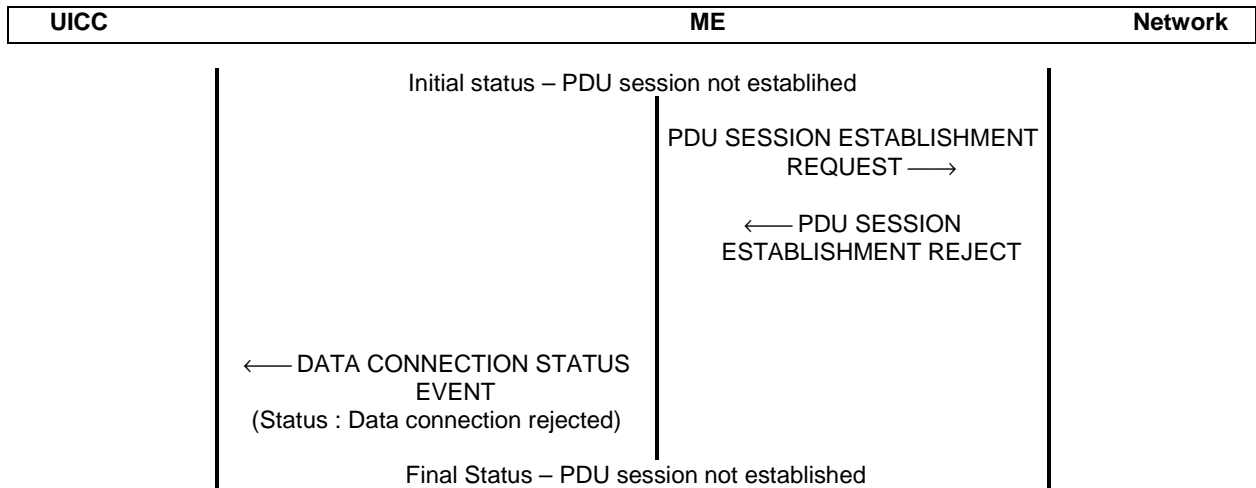 UICC ME Network
Initial status – PDU session not establihed
PDU SESSION ESTABLISHMENT
REQUEST ⟶
⟵ PDU SESSION
ESTABLISHMENT REJECT
⟵ DATA CONNECTION STATUS
EVENT
(Status : Data connection rejected)
Final Status – PDU session not established